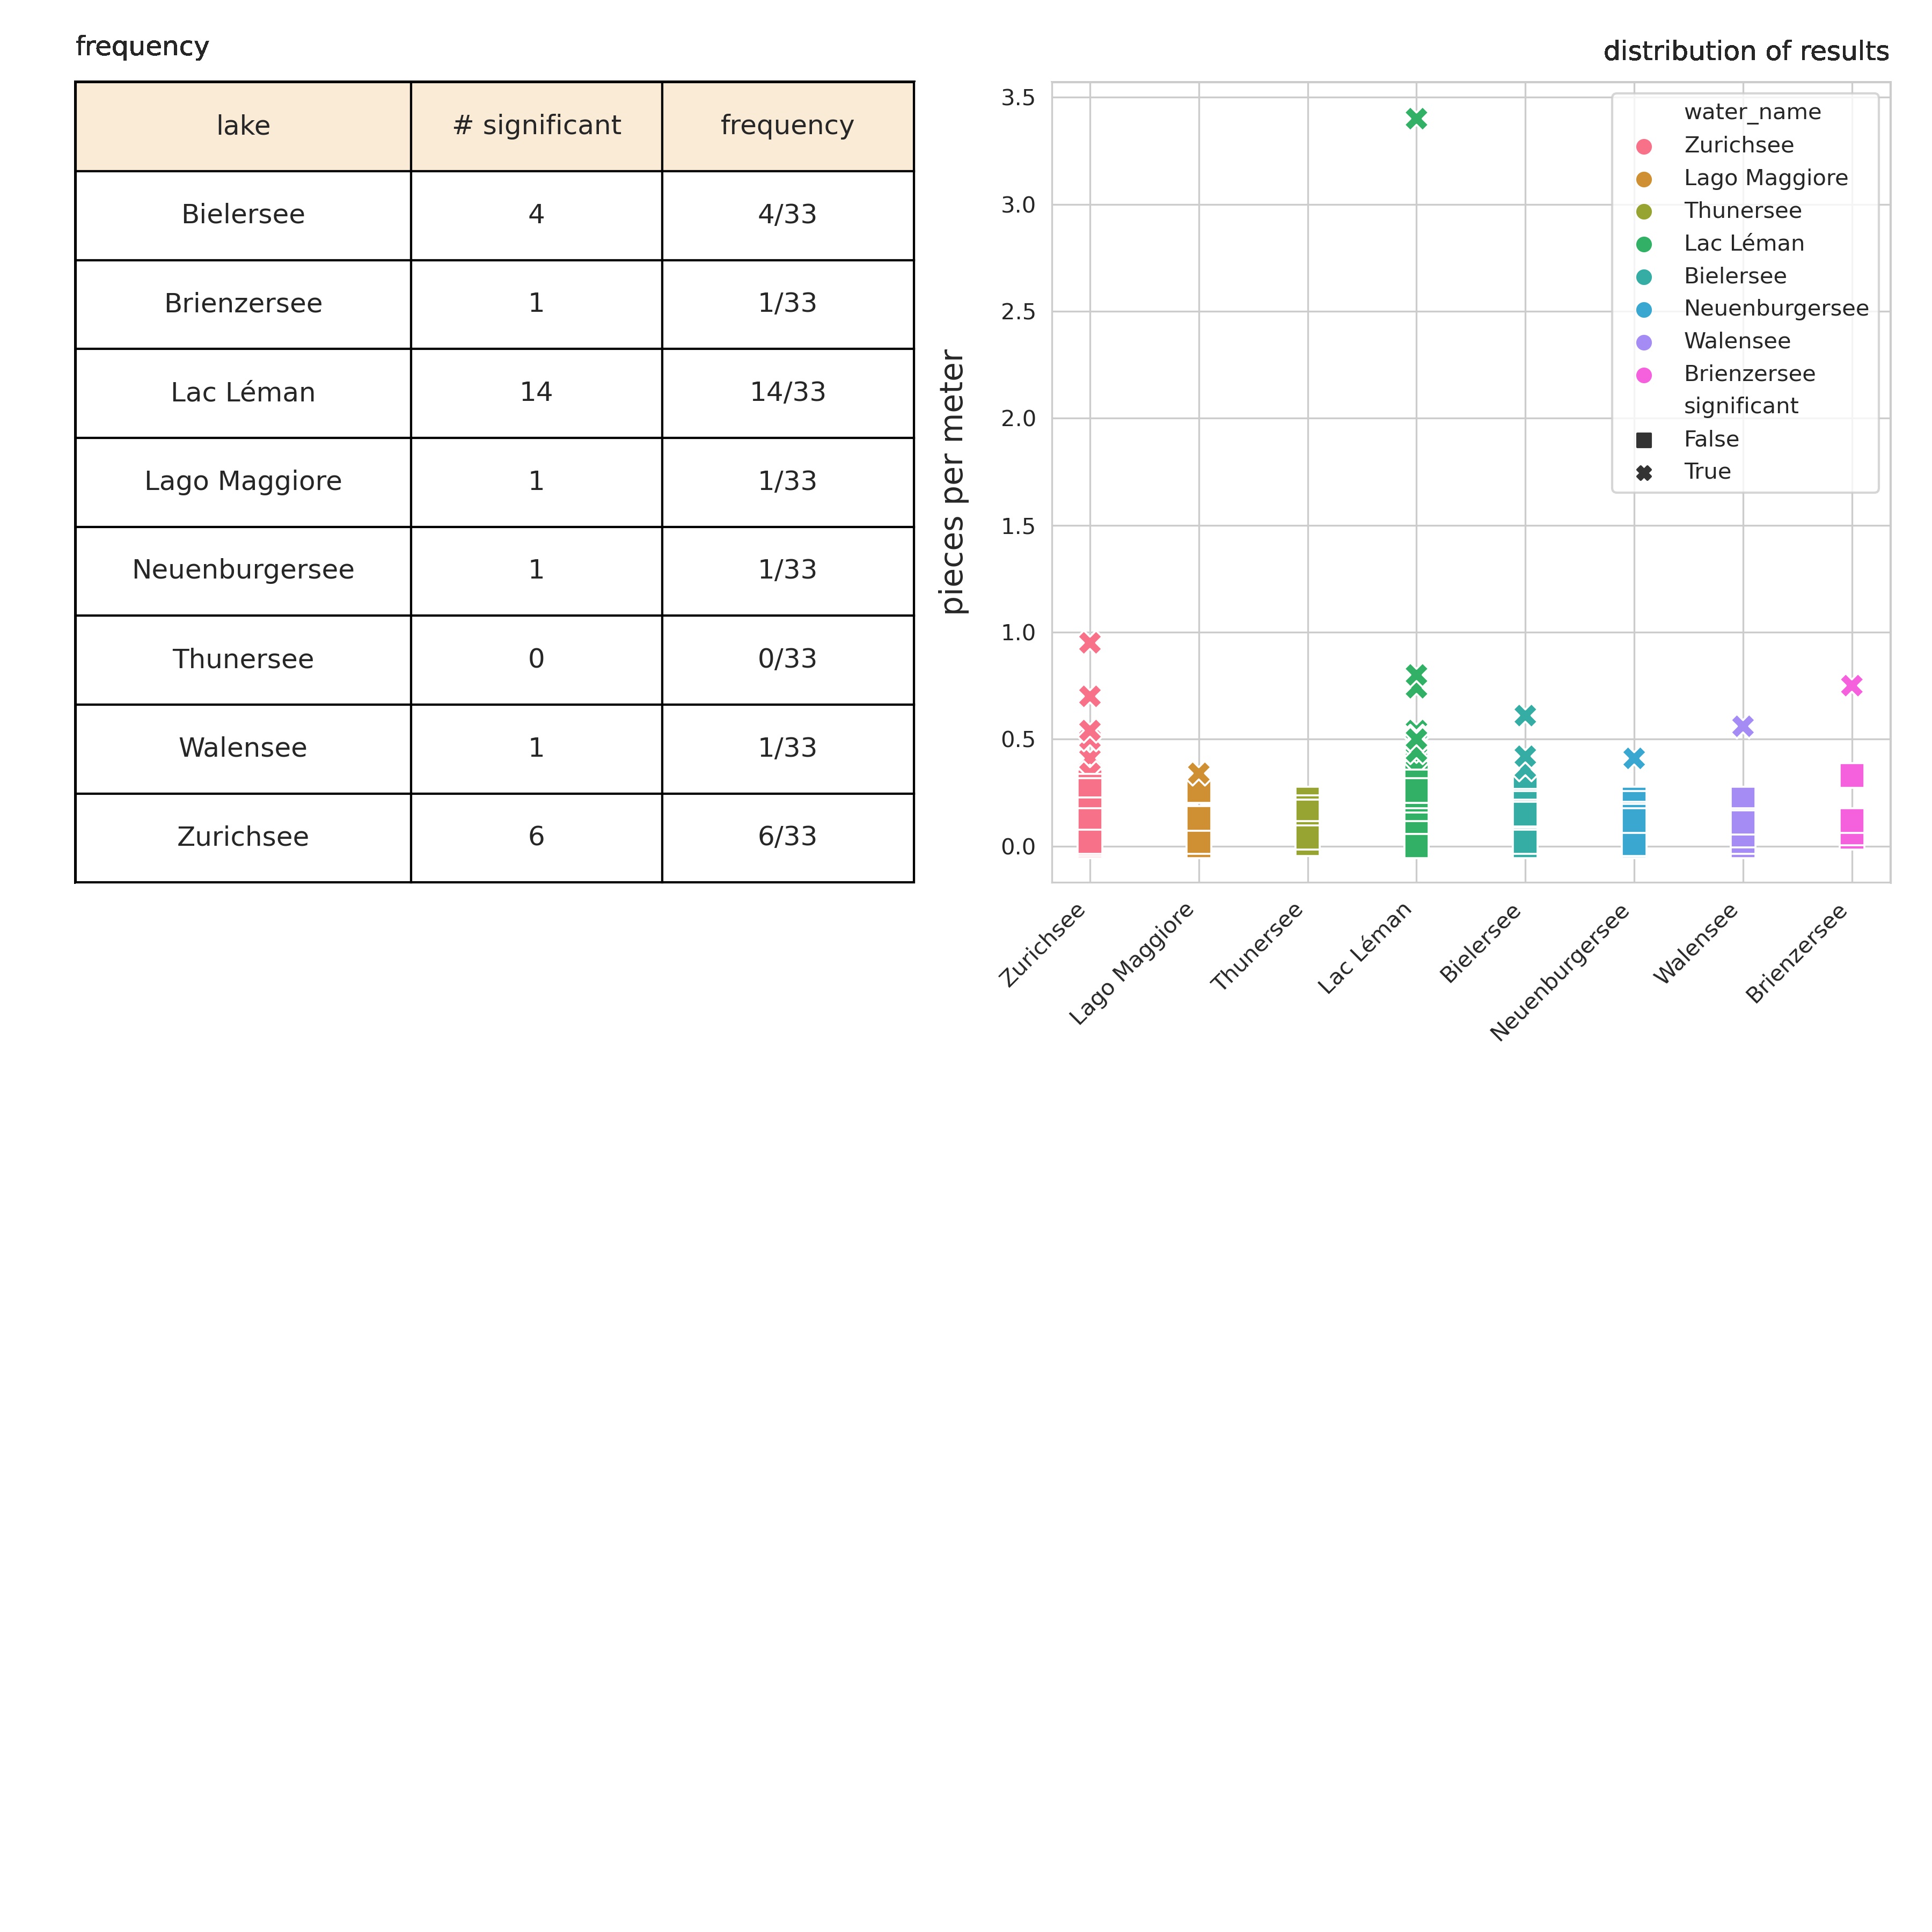 frequency
lake # significant frequency
Bielersee 4 4/33
Brienzersee 1 1/33
Lac Léman 14 14/33
Lago Maggiore 1 1/33
Neuenburgersee 1 1/33
Thunersee 0 0/33
Walensee 1 1/33
Zurichsee 6 6/33
distribution of results
pieces per meter
3.5
3.0
2.5
2.0
1.5
1.0
0.5
0.0
water_name
Zurichsee
Lago Maggiore
Thunersee
Lac Léman
Bielersee
Neuenburgersee
Walensee
Brienzersee
significant
False
True
Zurichsee
Lago Maggiore
Thunersee
Lac Léman
Bielersee
Neuenburgersee
Walensee
Brienzersee